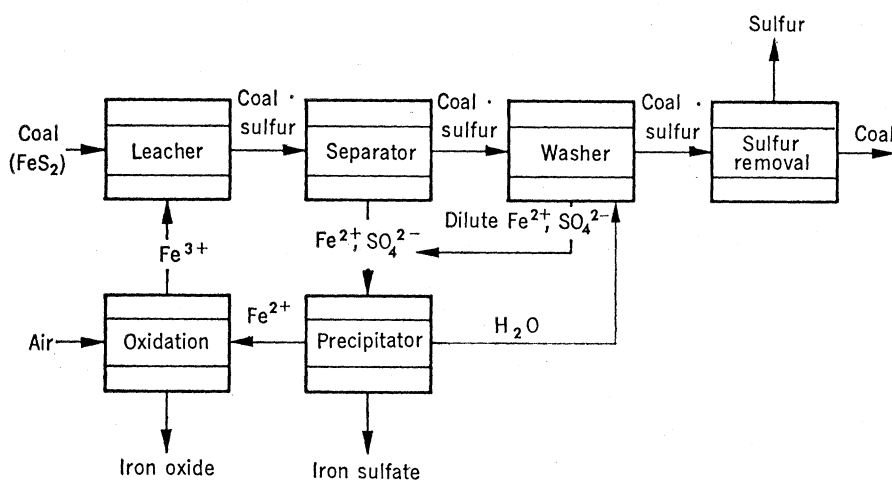 Sulfur
Coal ·
sulfur
Coal ·
sulfur
Coal ·
sulfur
Coal
(FeS₂)
Leacher
Separator
Washer
Sulfur
removal
Coal
Fe³⁺
Fe²⁺, SO₄²⁻
Dilute Fe²⁺, SO₄²⁻
Air
Oxidation
Fe²⁺
Precipitator
H₂O
Iron oxide
Iron sulfate